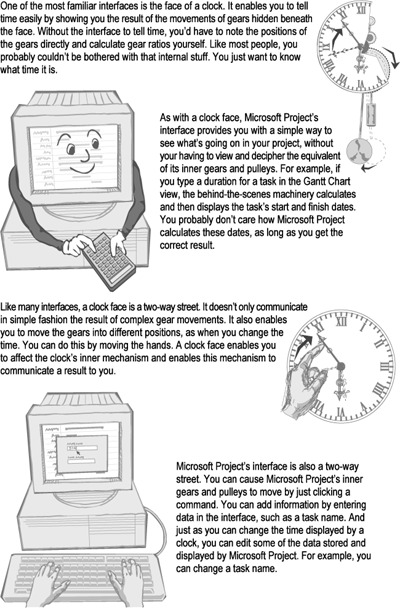 One of the most familiar interfaces is the face of a clock. It enables you to tell
time easily by showing you the result of the movements of gears hidden beneath
the face. Without the interface to tell time, you'd have to note the positions of
the gears directly and calculate gear ratios yourself. Like most people, you
probably couldn't be bothered with that internal stuff. You just want to know
what time it is.
As with a clock face, Microsoft Project's
interface provides you with a simple way to
see what's going on in your project, without
your having to view and decipher the equivalent
of its inner gears and pulleys. For example, if
you type a duration for a task in the Gantt Chart
view, the behind-the-scenes machinery calculates
and then displays the task's start and finish dates.
You probably don't care how Microsoft Project
calculates these dates, as long as you get the
correct result.
Like many interfaces, a clock face is a two-way street. It doesn't only communicate
in simple fashion the result of complex gear movements. It also enables
you to move the gears into different positions, as when you change the
time. You can do this by moving the hands. A clock face enables you
to affect the clock's inner mechanism and enables this mechanism to
communicate a result to you.
XII
Microsoft Project's interface is also a two-way
street. You can cause Microsoft Project's inner
gears and pulleys to move by just clicking a
command. You can add information by entering
data in the interface, such as a task name. And
just as you can change the time displayed by a
clock, you can edit some of the data stored and
displayed by Microsoft Project. For example, you
can change a task name.